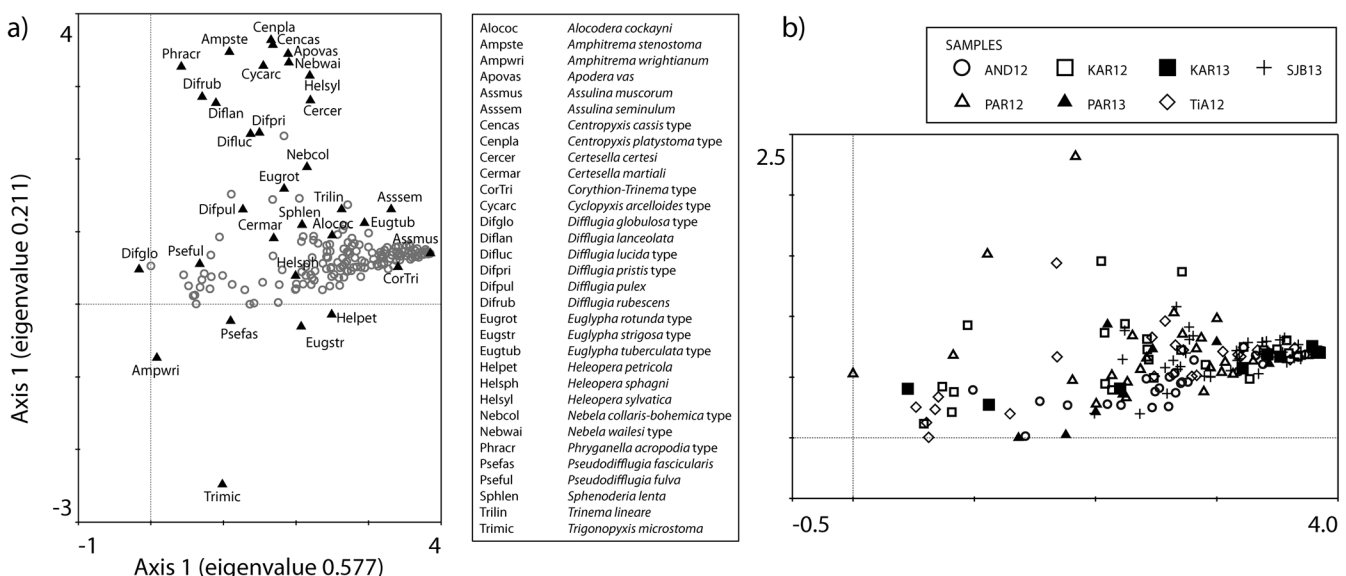 a)
4
-3
-1
4
Axis 1 (eigenvalue 0.211)
Axis 1 (eigenvalue 0.577)
Cenpla
Ampste
Cencas
Phracr
Apovas
Nebwai
Cycarc
Difrub
Helsyl
Diflan
Cercer
Difpri
Difluc
Nebcol
Eugrot
Trilin
Asssem
Difpul
Sphlen
Cermar
Alococ
Eugtub
Difglo
Pseful
Assmus
Helsph
CorTri
Psefas
Helpet
Eugstr
Ampwri
Trimic
Alococ Alocodera cockayni
Ampste Amphitrema stenostoma
Ampwri Amphitrema wrightianum
Apovas Apodera vas
Assmus Assulina muscorum
Asssem Assulina seminulum
Cencas Centropyxis cassis type
Cenpla Centropyxis platystoma type
Cercer Certesella certesi
Cermar Certesella martiali
CorTri Corythion-Trinema type
Cycarc Cyclopyxis arcelloides type
Difglo Difflugia globulosa type
Diflan Difflugia lanceolata
Difluc Difflugia lucida type
Difpri Difflugia pristis type
Difpul Difflugia pulex
Difrub Difflugia rubescens
Eugrot Euglypha rotunda type
Eugstr Euglypha strigosa type
Eugtub Euglypha tuberculata type
Helpet Heleopera petricola
Helsph Heleopera sphagni
Helsyl Heleopera sylvatica
Nebcol Nebela collaris-bohemica type
Nebwai Nebela wailesi type
Phracr Phryganella acropodia type
Psefas Pseudodifflugia fascicularis
Pseful Pseudodifflugia fulva
Sphlen Sphenoderia lenta
Trilin Trinema lineare
Trimic Trigonopyxis microstoma
b)
SAMPLES
AND12 KAR12 KAR13 SJB13
PAR12 PAR13 TiA12
2.5
-0.5
4.0